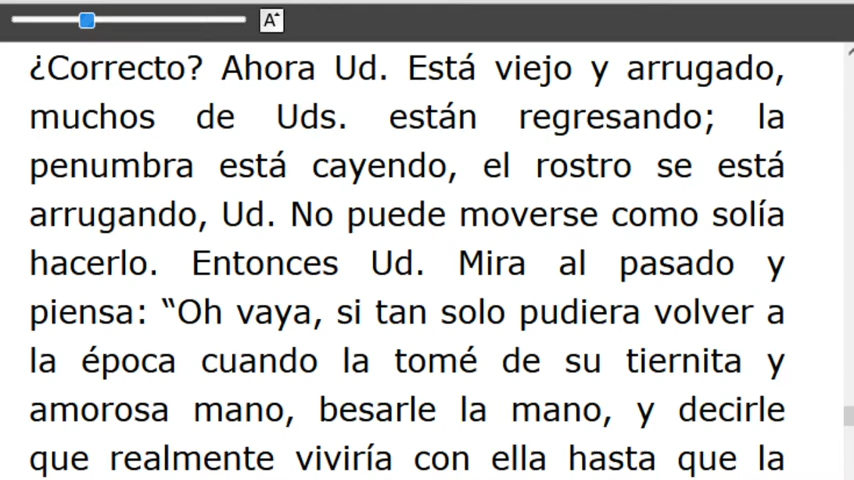 A
¿Correcto? Ahora Ud. Está viejo y arrugado,
muchos de Uds. están regresando; la
penumbra está cayendo, el rostro se está
arrugando, Ud. No puede moverse como solía
hacerlo. Entonces Ud. Mira al pasado y
piensa: “Oh vaya, si tan solo pudiera volver a
la época cuando la tomé de su tiernita y
amorosa mano, besarle la mano, y decirle
que realmente viviría con ella hasta que la